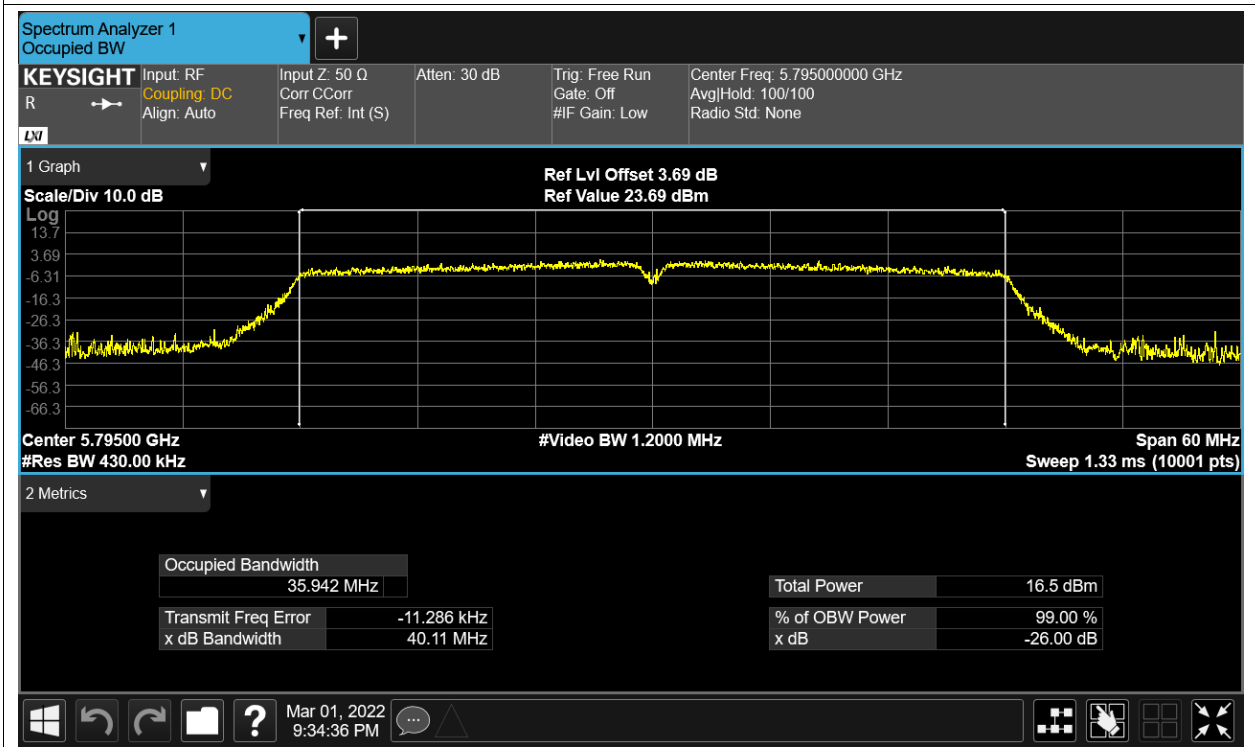 Spectrum Analyzer 1
Occupied BW
KEYSIGHT
R
LXI
Input: RF
Coupling: DC
Align: Auto
Input Z: 50 Ω
Corr CCorr
Freq Ref: Int (S)
Atten: 30 dB
Trig: Free Run
Gate: Off
#IF Gain: Low
Center Freq: 5.795000000 GHz
Avg|Hold: 100/100
Radio Std: None
1 Graph
Scale/Div 10.0 dB
Ref Lvl Offset 3.69 dB
Ref Value 23.69 dBm
Log
13.7
3.69
-6.31
-16.3
-26.3
-36.3
-46.3
-56.3
-66.3
Center 5.79500 GHz
#Video BW 1.2000 MHz
Span 60 MHz
#Res BW 430.00 kHz
Sweep 1.33 ms (10001 pts)
2 Metrics
Occupied Bandwidth
35.942 MHz
Total Power 16.5 dBm
Transmit Freq Error -11.286 kHz
% of OBW Power 99.00 %
x dB Bandwidth 40.11 MHz
x dB -26.00 dB
?
Mar 01, 2022
9:34:36 PM